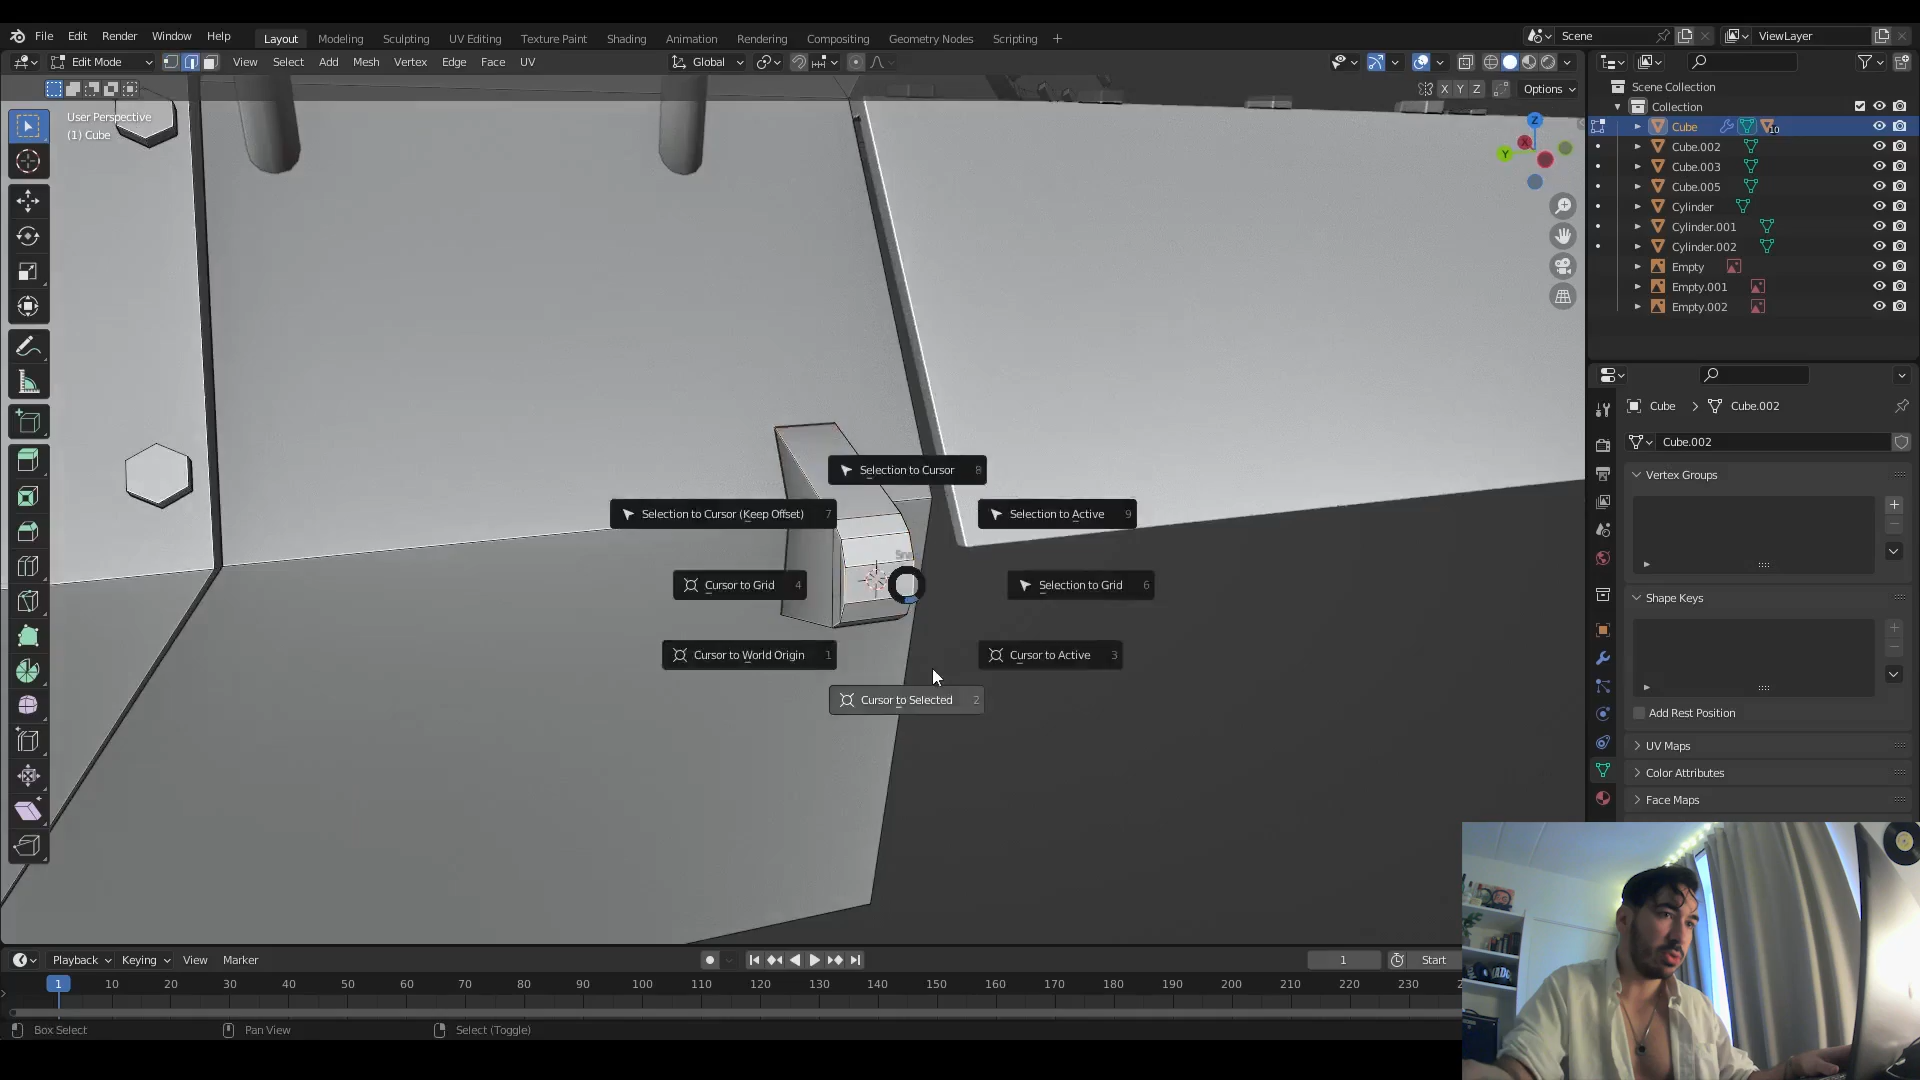 File Edit Render Window Help
Layout Modeling Sculpting UV Editing Texture Paint Shading Animation Rendering Compositing Geometry Nodes Scripting +
Scene
ViewLayer
Edit Mode View Select Add Mesh Vertex Edge Face UV
Global
X Y Z Options
User Perspective
(1) Cube
Z
X
Y
Selection to Cursor 8
Selection to Cursor (Keep Offset) 7
Selection to Active 9
Cursor to Grid 4
Selection to Grid 6
Cursor to World Origin 1
Cursor to Active 3
Cursor to Selected 2
Scene Collection
Collection
Cube 10
Cube.002
Cube.003
Cube.005
Cylinder
Cylinder.001
Cylinder.002
Empty
Empty.001
Empty.002
Cube Cube.002
Cube.002
Vertex Groups
Shape Keys
Add Rest Position
UV Maps
Color Attributes
Face Maps
Playback Keying View Marker
1 Start
1 10 20 30 40 50 60 70 80 90 100 110 120 130 140 150 160 170 180 190 200 210 220 230
Box Select Pan View Select (Toggle)